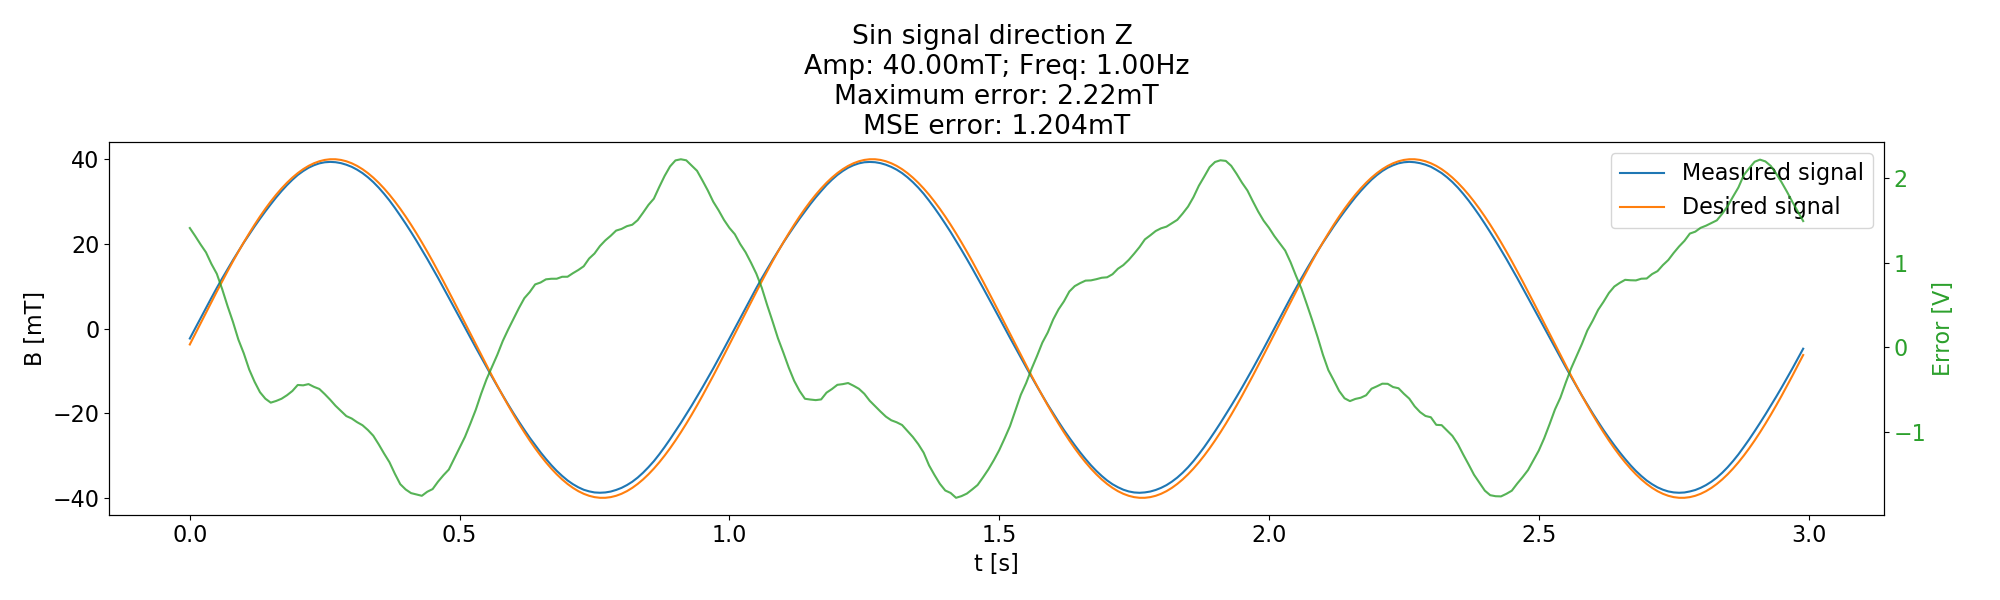 Sin signal direction Z
Amp: 40.00mT; Freq: 1.00Hz
Maximum error: 2.22mT
MSE error: 1.204mT
40
20
0
−20
−40
B [mT]
Measured signal
Desired signal
2
1
0
−1
Error [V]
0.0 0.5 1.0 1.5 2.0 2.5 3.0
t [s]